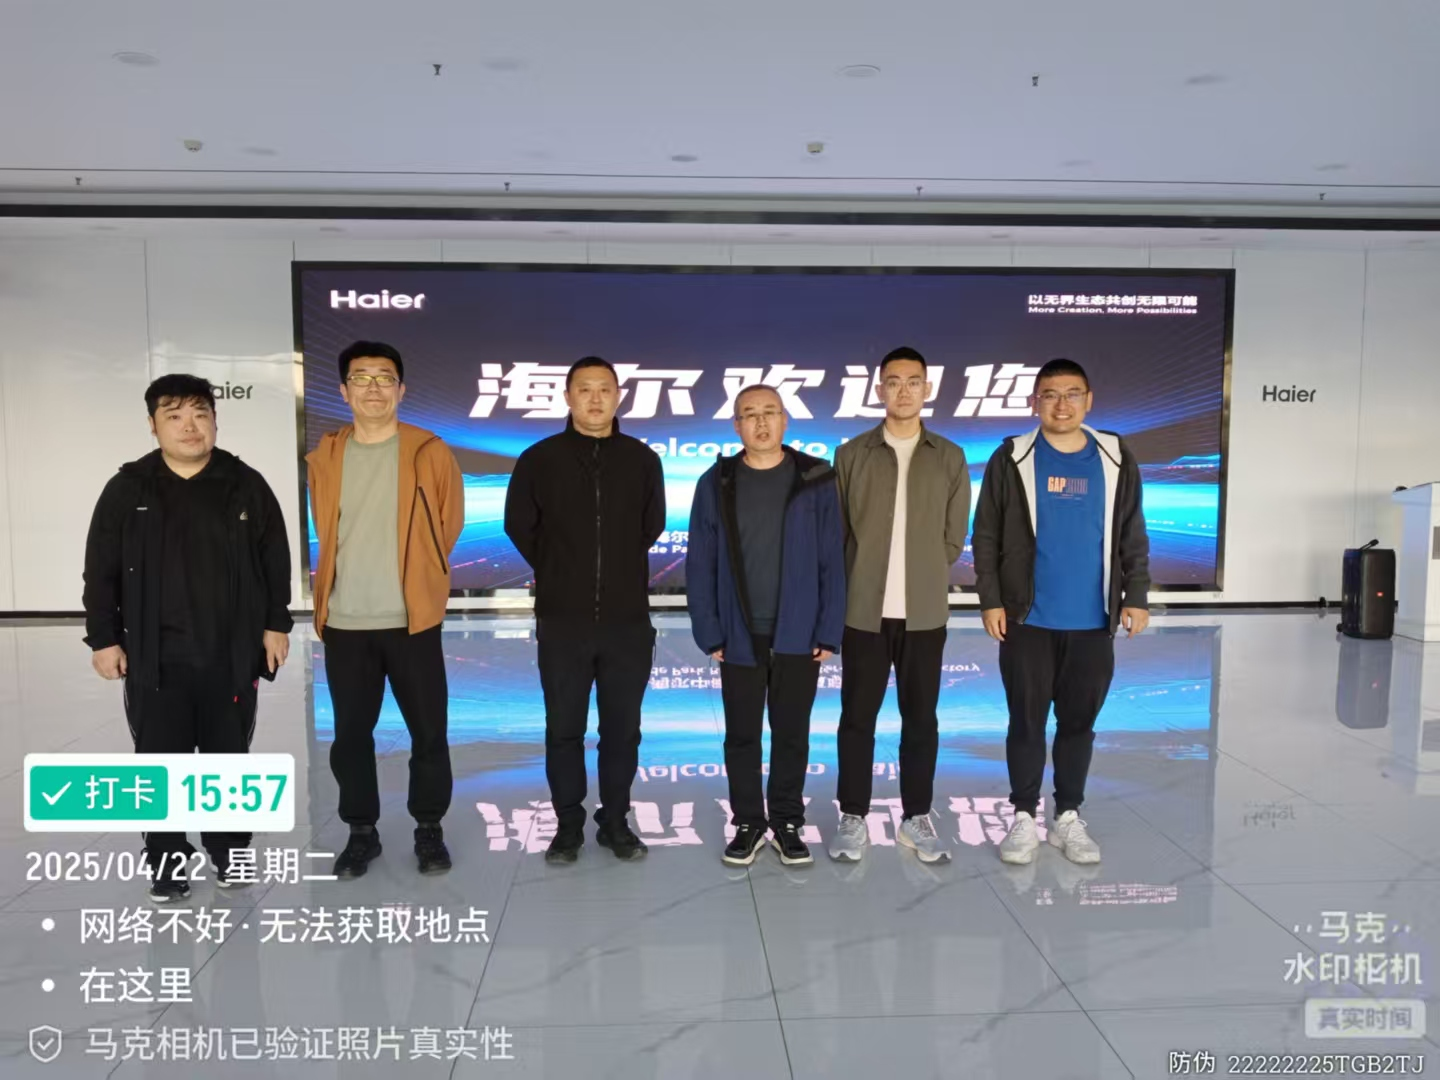 Haier
以无界生态共创无限可能
More Creation, More Possibilities
海尔欢迎您
aier
Haier
GAP
打卡 15:57
2025/04/22 星期二
网络不好·无法获取地点
在这里
马克相机已验证照片真实性
马克
水印相机
真实时间
防伪 22222225TGB2TJ